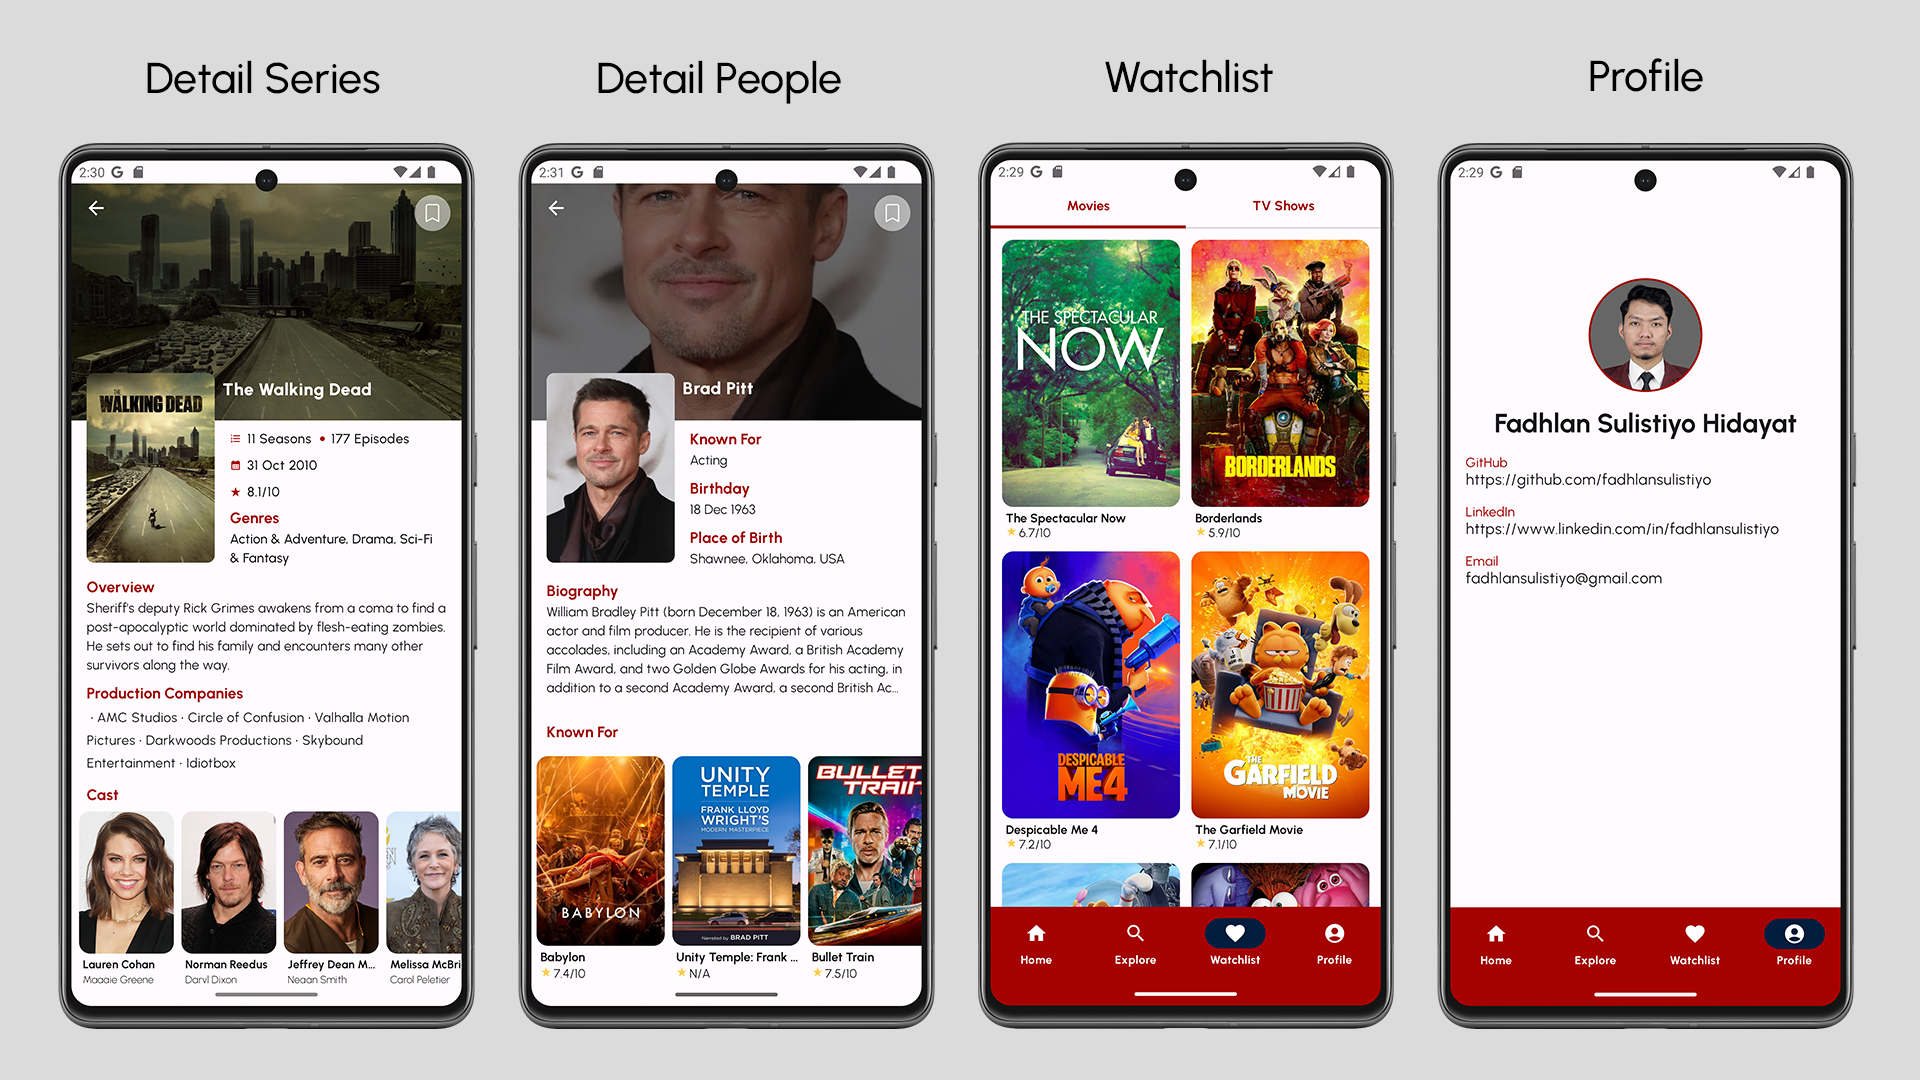 Detail Series
Detail People
Watchlist
Profile
2:30
The Walking Dead
THE
WALKING DEAD
11 Seasons • 177 Episodes
31 Oct 2010
8.1/10
Genres
Action & Adventure, Drama, Sci-Fi
& Fantasy
Overview
Sheriff's deputy Rick Grimes awakens from a coma to find a
post-apocalyptic world dominated by flesh-eating zombies.
He sets out to find his family and encounters many other
survivors along the way.
Production Companies
· AMC Studios · Circle of Confusion · Valhalla Motion
Pictures · Darkwoods Productions · Skybound
Entertainment · Idiotbox
Cast
Lauren Cohan
Maggie Greene
Norman Reedus
Daryl Dixon
Jeffrey Dean M...
Negan Smith
Melissa McBri
Carol Peletier
2:31
Brad Pitt
Known For
Acting
Birthday
18 Dec 1963
Place of Birth
Shawnee, Oklahoma, USA
Biography
William Bradley Pitt (born December 18, 1963) is an American
actor and film producer. He is the recipient of various
accolades, including an Academy Award, a British Academy
Film Award, and two Golden Globe Awards for his acting, in
addition to a second Academy Award, a second British Ac...
Known For
BABYLON
Babylon
7.4/10
UNITY
TEMPLE
FRANK LLOYD
WRIGHT'S
MODERN MASTERPIECE
Narrated by BRAD PITT
Unity Temple: Frank ...
N/A
BULLET
TRAIN
Bullet Train
7.5/10
2:29
Movies
TV Shows
THE SPECTACULAR
NOW
The Spectacular Now
6.7/10
BORDERLANDS
Borderlands
5.9/10
DESPICABLE
ME 4
Despicable Me 4
7.2/10
THE
GARFIELD
MOVIE
The Garfield Movie
7.1/10
Home
Explore
Watchlist
Profile
2:29
Fadhlan Sulistiyo Hidayat
GitHub
https://github.com/fadhlansulistiyo
LinkedIn
https://www.linkedin.com/in/fadhlansulistiyo
Email
fadhlansulistiyo@gmail.com
Home
Explore
Watchlist
Profile